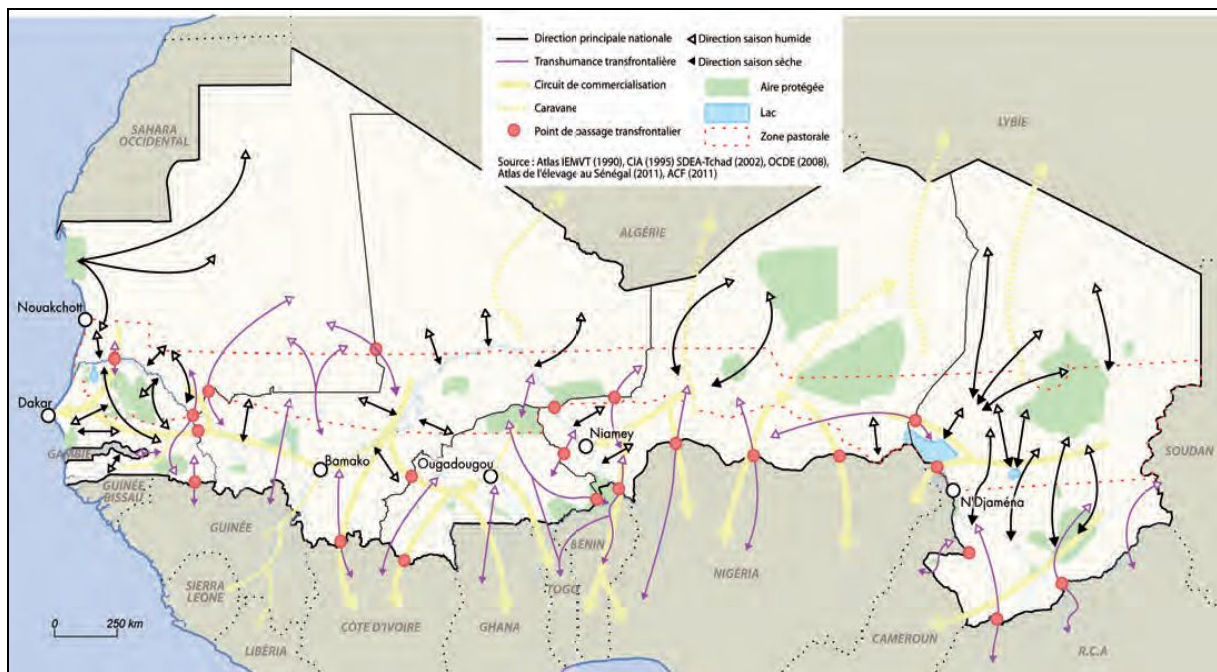 Direction principale nationale
Direction saison humide
Transhumance transfrontalière
Direction saison sèche
Circuit de commercialisation
Aire protégée
Caravane
Lac
Point de passage transfrontalier
Zone pastorale
Source : Atlas IEMVT (1990), CIA (1995) SDEA-Tchad (2002), OCDE (2008),
Atlas de l'élevage au Sénégal (2011), ACF (2011)
SAHARA
OCCIDENTAL
LYBIE
ALGÉRIE
Nouakchott
Dakar
GAMBIE
GUINÉE
BISSAU
GUINÉE
SIERRA
LEONE
LIBÉRIA
Bamako
CÔTE D'IVOIRE
Ougadougou
GHANA
TOGO
BÉNIN
Niamey
NIGÉRIA
N'Djaména
CAMEROUN
R.C.A
SOUDAN
0
250 km